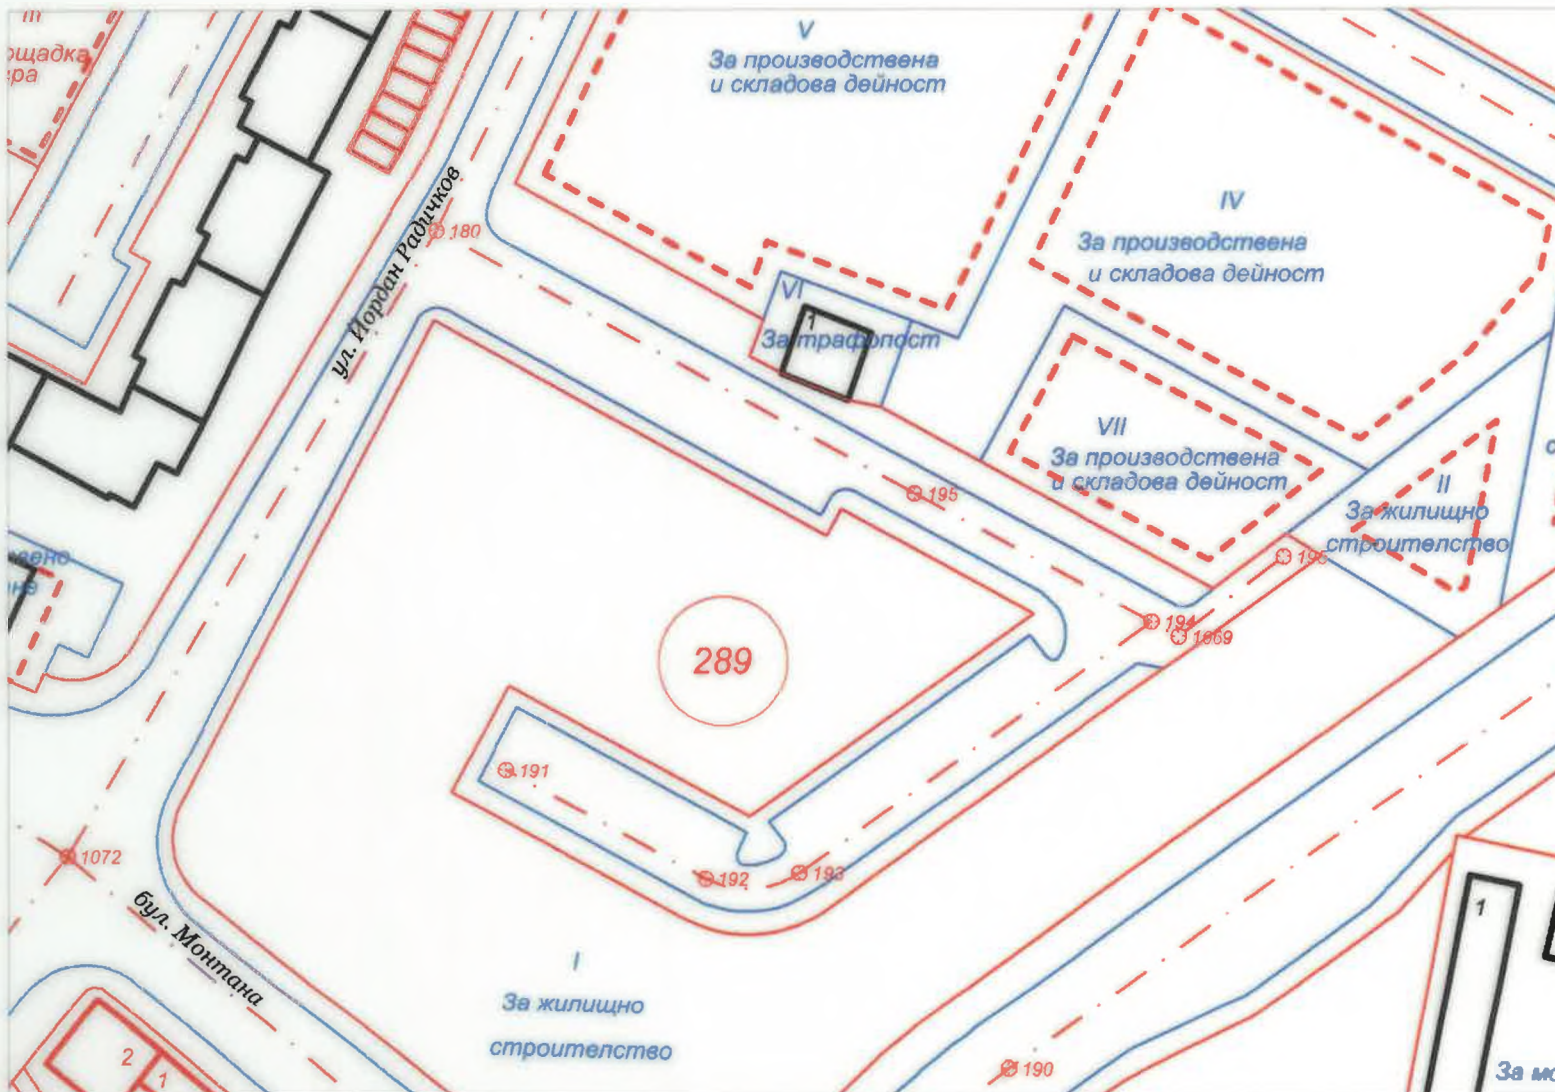 III
V
За производствена
и складова дейност
IV
За производствена
и складова дейност
ул. Йордан Радичков
180
VI
1
За трафопост
VII
За производствена
и складова дейност
II
За жилищно
строителство
195
195
194
1669
289
191
192
193
1072
бул. Монтана
I
За жилищно
строителство
190
1
2
1